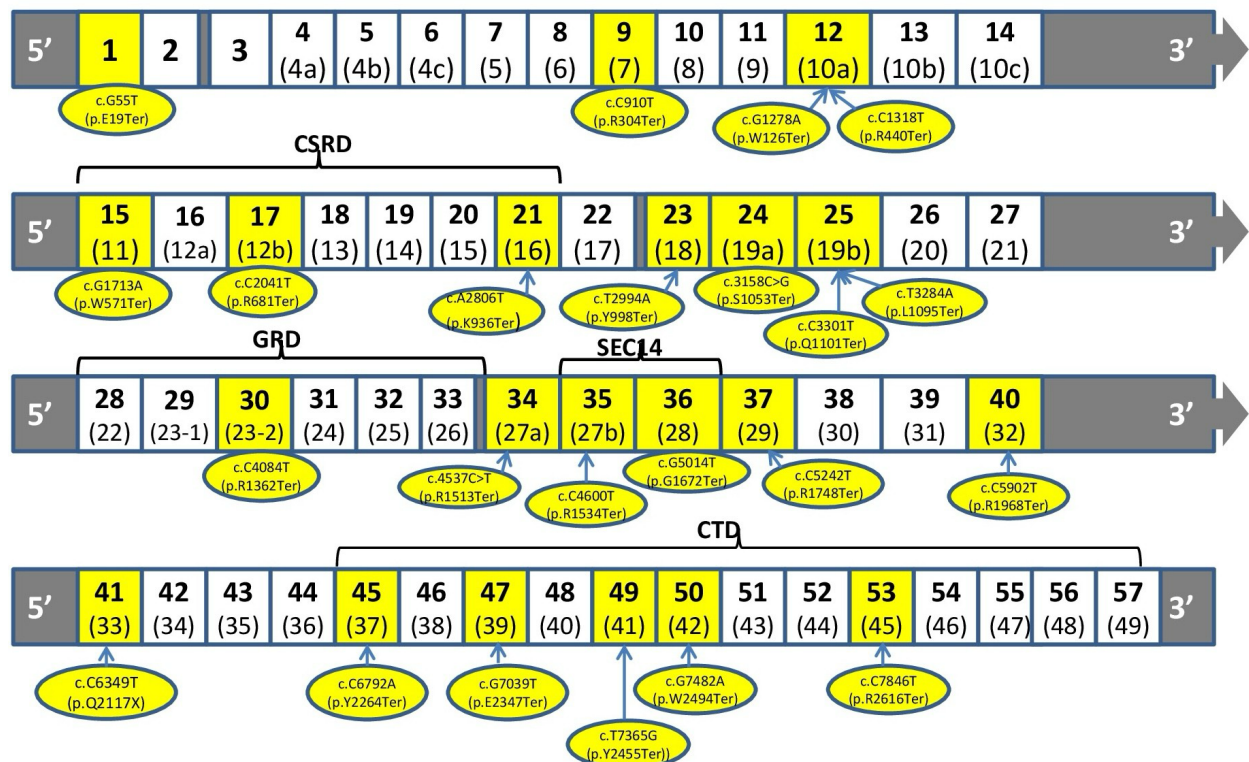 5’ 1 2 3 4 5 6 7 8 9 10 11 12 13 14 3’
(4a) (4b) (4c) (5) (6) (7) (8) (9) (10a) (10b) (10c)
c.G55T
(p.E19Ter)
c.C910T
(p.R304Ter)
c.G1278A
(p.W126Ter)
c.C1318T
(p.R440Ter)
CSRD
5’ 15 16 17 18 19 20 21 22 23 24 25 26 27 3’
(11) (12a) (12b) (13) (14) (15) (16) (17) (18) (19a) (19b) (20) (21)
c.G1713A
(p.W571Ter)
c.C2041T
(p.R681Ter)
c.A2806T
(p.K936Ter)
c.T2994A
(p.Y998Ter)
c.3158C>G
(p.S1053Ter)
c.C3301T
(p.Q1101Ter)
c.T3284A
(p.L1095Ter)
GRD
SEC14
5’ 28 29 30 31 32 33 34 35 36 37 38 39 40 3’
(22) (23-1) (23-2) (24) (25) (26) (27a) (27b) (28) (29) (30) (31) (32)
c.C4084T
(p.R1362Ter)
c.4537C>T
(p.R1513Ter)
c.C4600T
(p.R1534Ter)
c.G5014T
(p.G1672Ter)
c.C5242T
(p.R1748Ter)
c.C5902T
(p.R1968Ter)
CTD
5’ 41 42 43 44 45 46 47 48 49 50 51 52 53 54 55 56 57 3’
(33) (34) (35) (36) (37) (38) (39) (40) (41) (42) (43) (44) (45) (46) (47) (48) (49)
c.C6349T
(p.Q2117X)
c.C6792A
(p.Y2264Ter)
c.G7039T
(p.E2347Ter)
c.T7365G
(p.Y2455Ter))
c.G7482A
(p.W2494Ter)
c.C7846T
(p.R2616Ter)